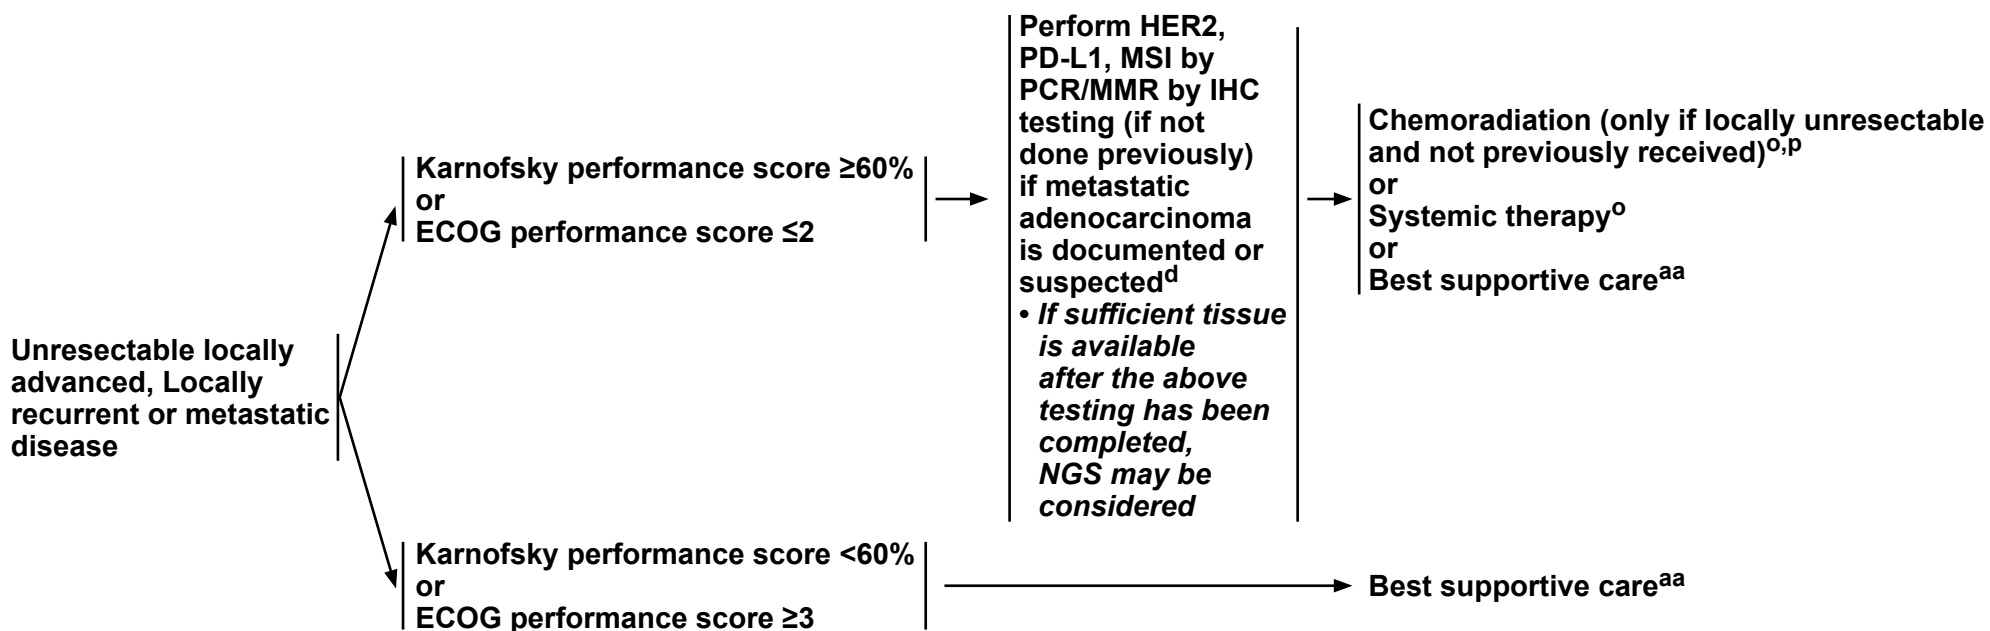 Unresectable locally
advanced, Locally
recurrent or metastatic
disease
Karnofsky performance score ≥60%
or
ECOG performance score ≤2
Perform HER2,
PD-L1, MSI by
PCR/MMR by IHC
testing (if not
done previously)
if metastatic
adenocarcinoma
is documented or
suspectedᵈ
• If sufficient tissue
is available
after the above
testing has been
completed,
NGS may be
considered
Chemoradiation (only if locally unresectable
and not previously received)ᵒ,ᵖ
or
Systemic therapyᵒ
or
Best supportive careᵃᵃ
Karnofsky performance score <60%
or
ECOG performance score ≥3
Best supportive careᵃᵃ